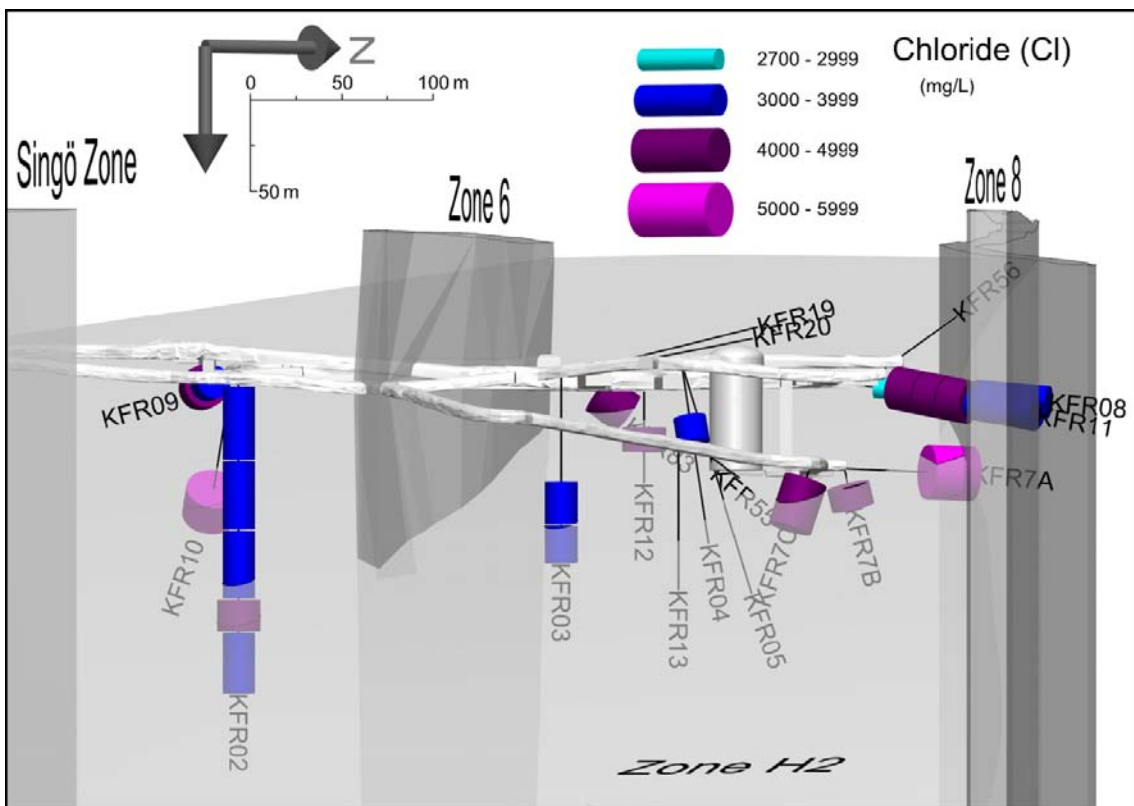 Chloride (Cl)
(mg/L)
2700 - 2999
3000 - 3999
4000 - 4999
5000 - 5999
N
0 50 100 m
50 m
Singö Zone
Zone 6
Zone 8
KFR56
KFR19
KFR20
KFR09
KFR08
KFR11
KFR7A
83
KFR55
KFR12
KFR7B
KFR10
KFR03
KFR04
KFR13
KFR05
KFR02
Zone H2